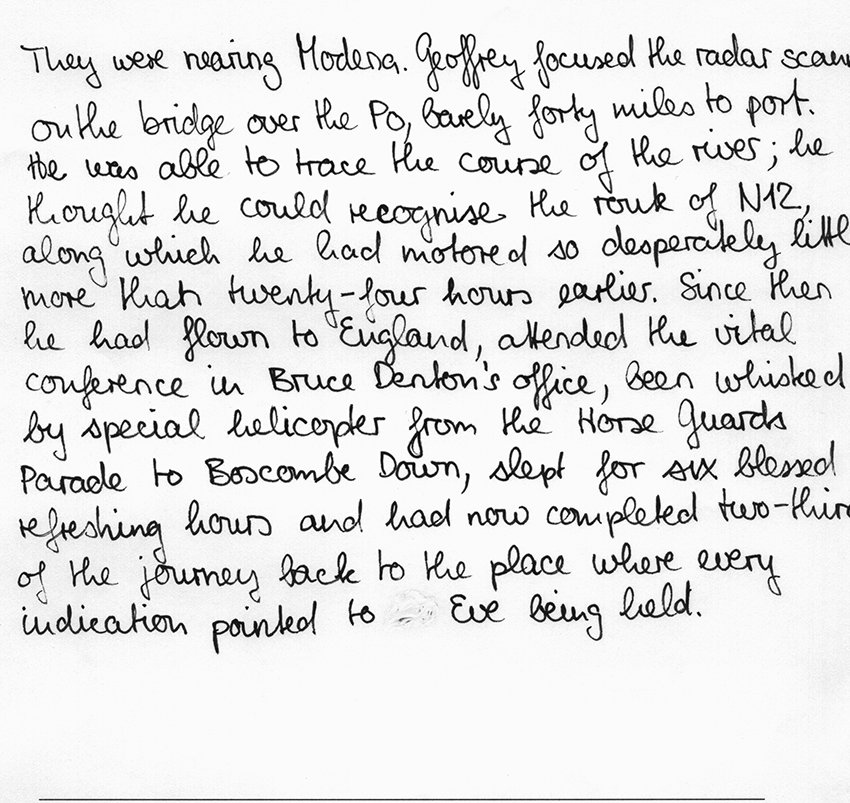 They were nearing Modena. Geoffrey focused the radar
on the bridge over the Po, barely forty miles to port.
He was able to trace the course of the river; he
thought he could recognise the route of N12,
along which he had motored so desperately
more than twenty-four hours earlier. Since then
he had flown to England, attended the vital
conference in Bruce Denton's office, been whisked
by special helicopter from the Horse Guards
Parade to Boscombe Down, slept for six blessed
refreshing hours and had now completed
of the journey back to the place where every
indication pointed to Eve being held.